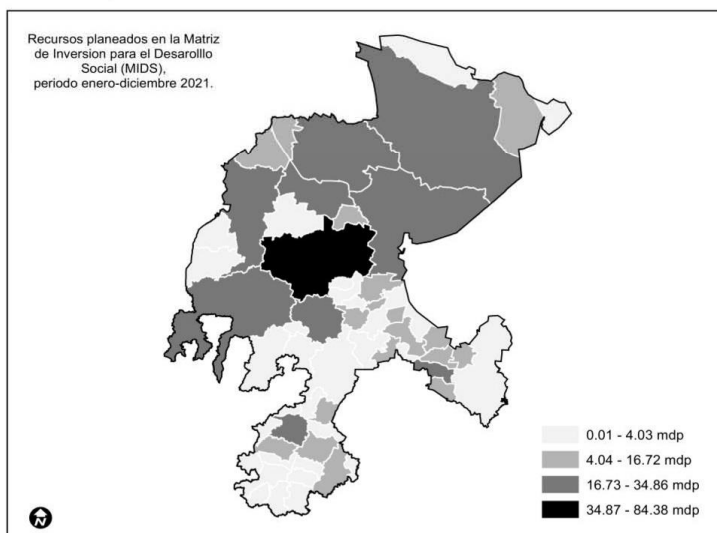 Recursos planeados en la Matriz
de Inversion para el Desarolllo
Social (MIDS),
periodo enero-diciembre 2021.
0.01 - 4.03 mdp
4.04 - 16.72 mdp
16.73 - 34.86 mdp
34.87 - 84.38 mdp
N